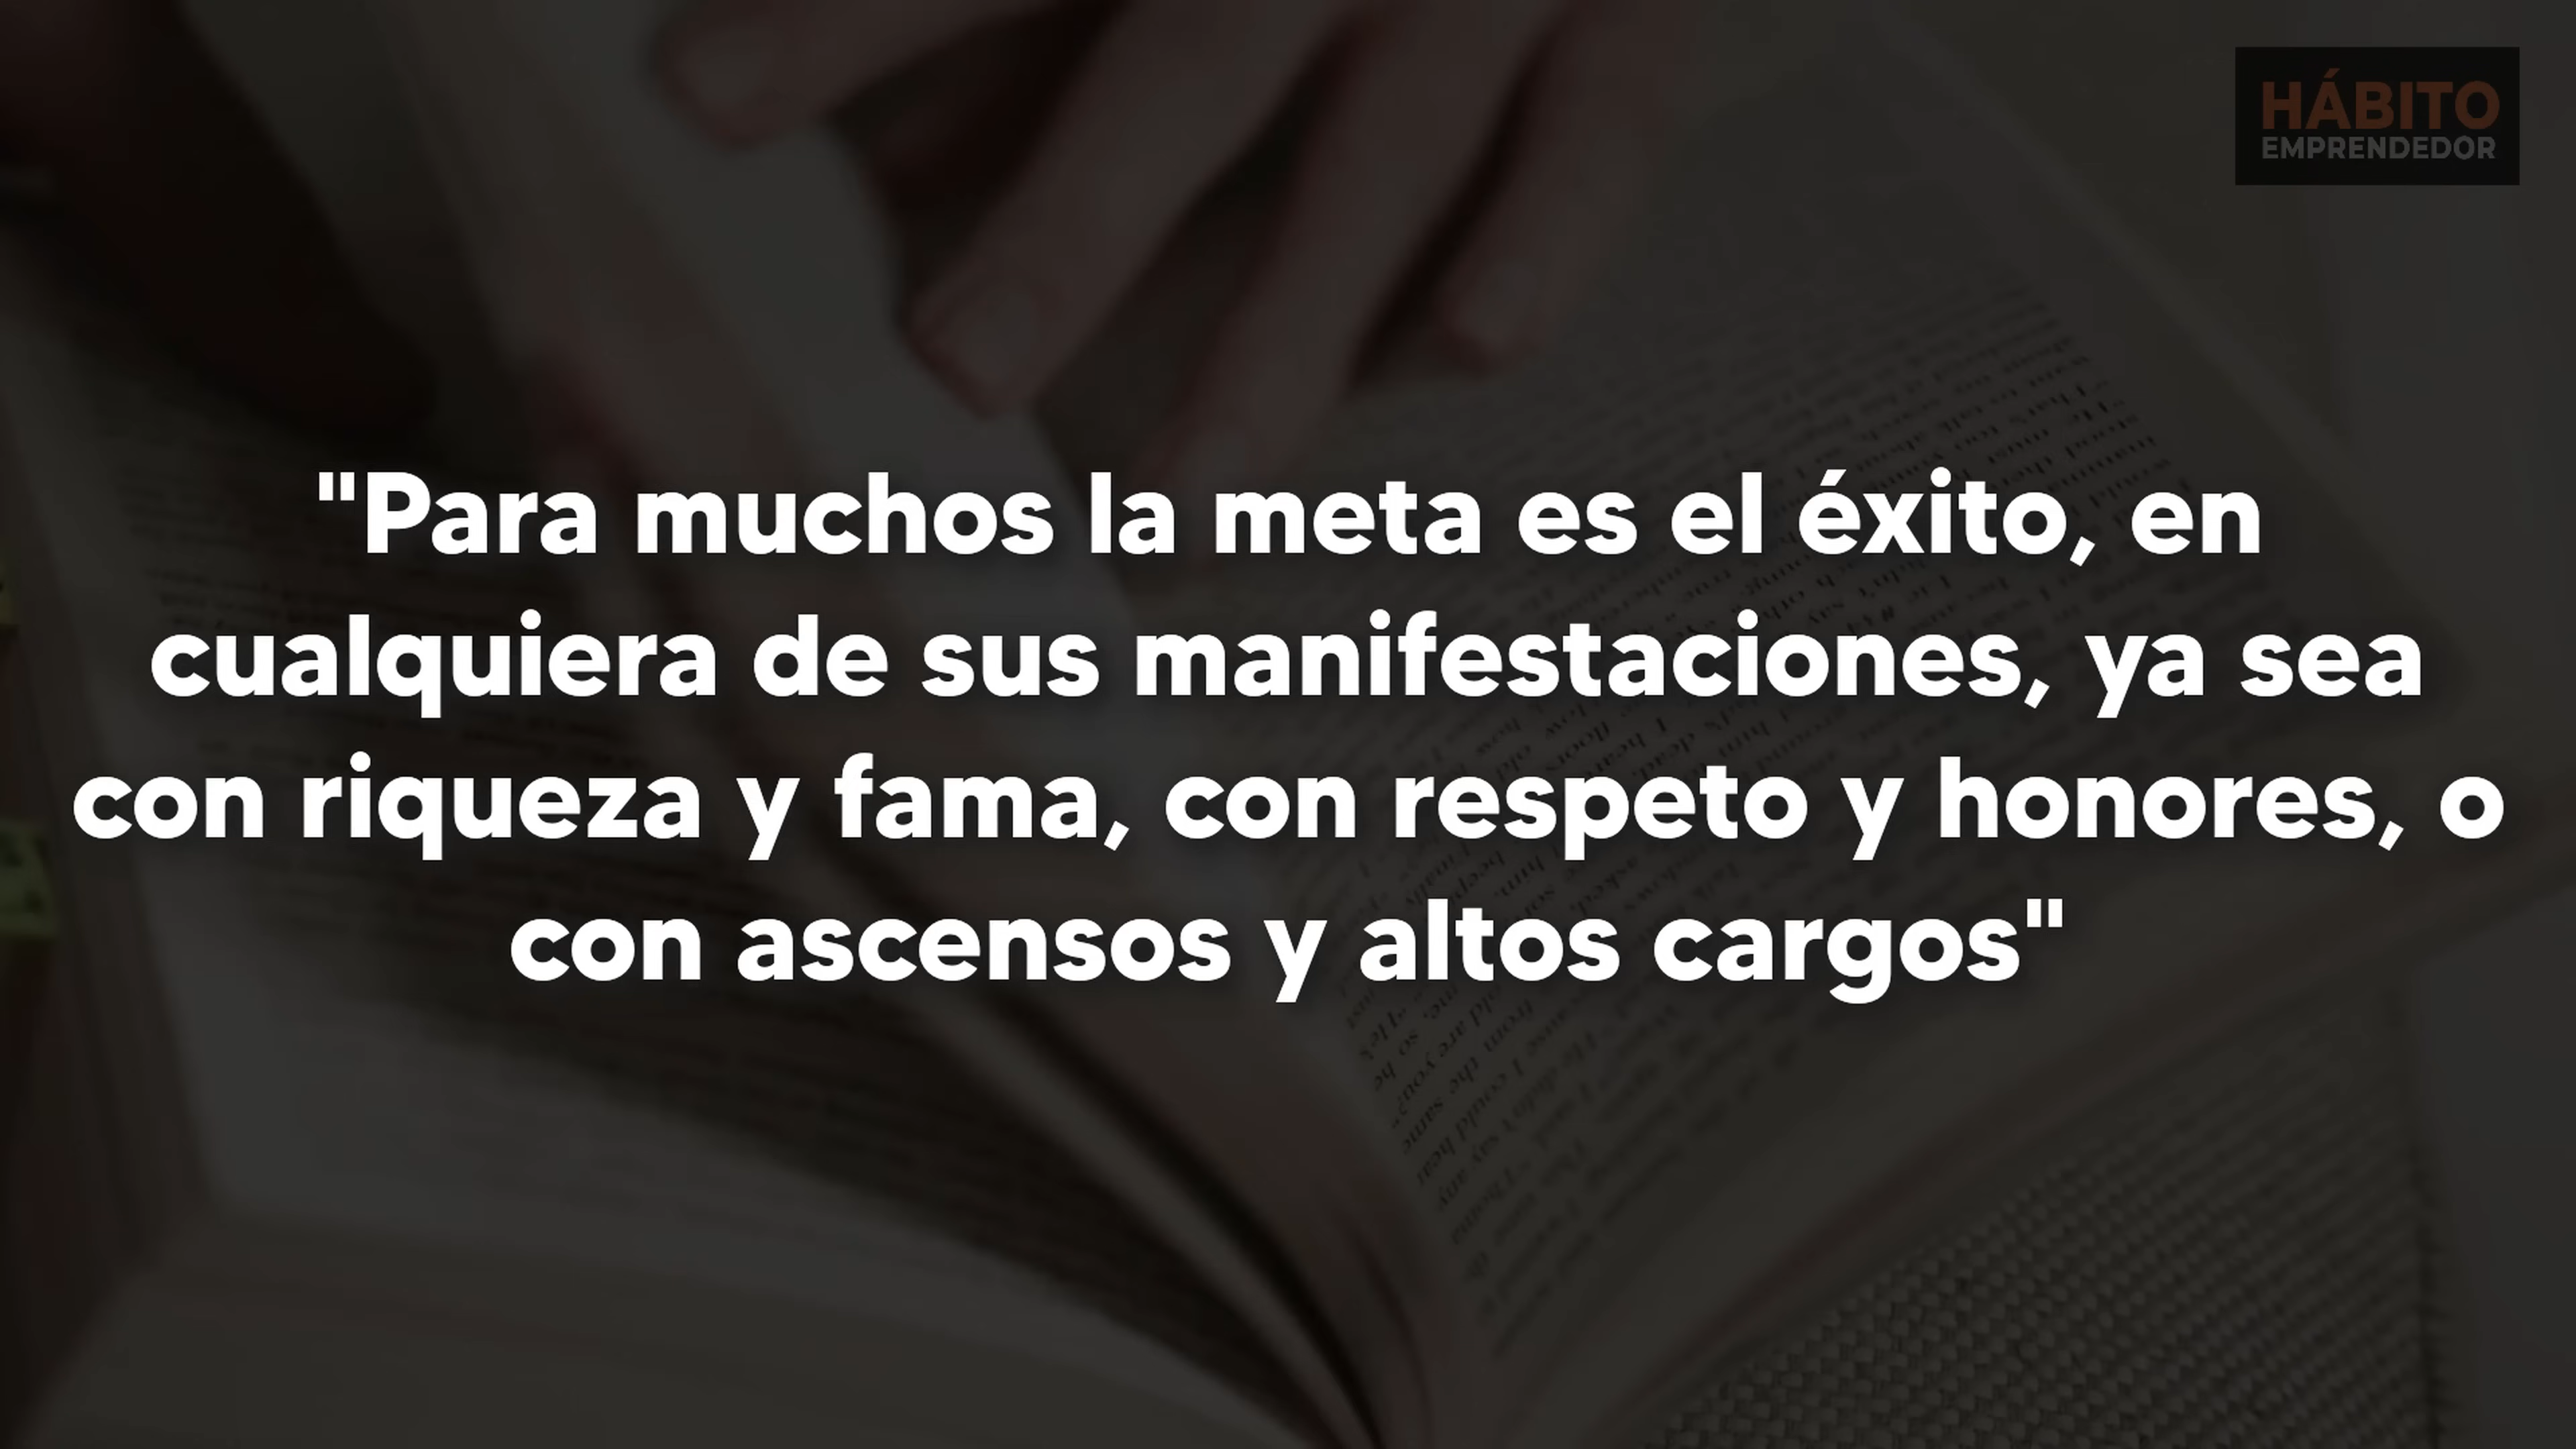 HÁBITO
EMPRENDEDOR
"Para muchos la meta es el éxito, en
cualquiera de sus manifestaciones, ya sea
con riqueza y fama, con respeto y honores, o
con ascensos y altos cargos"